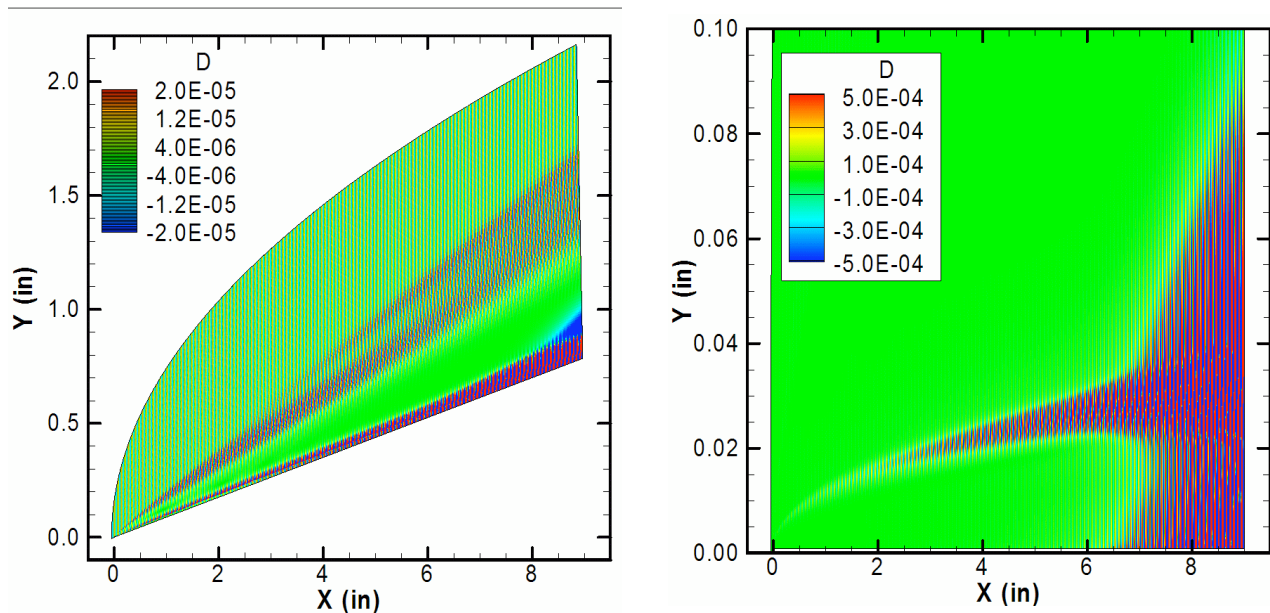 D
2.0E-05
1.2E-05
4.0E-06
-4.0E-06
-1.2E-05
-2.0E-05
2.0
1.5
1.0
0.5
0.0
Y (in)
0 2 4 6 8
X (in)
D
5.0E-04
3.0E-04
1.0E-04
-1.0E-04
-3.0E-04
-5.0E-04
0.10
0.08
0.06
0.04
0.02
0.00
Y (in)
0 2 4 6 8
X (in)